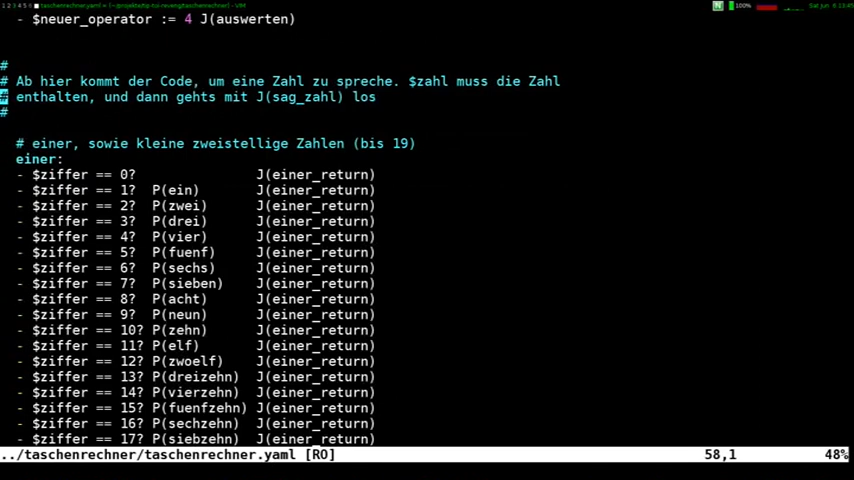 taschenrechner.yaml
100%
- $neuer_operator := 4 J(auswerten)
#
# Ab hier kommt der Code, um eine Zahl zu spreche. $zahl muss die Zahl
# enthalten, und dann gehts mit J(sag_zahl) los
#
# einer, sowie kleine zweistellige Zahlen (bis 19)
einer:
- $ziffer == 0? J(einer_return)
- $ziffer == 1? P(ein) J(einer_return)
- $ziffer == 2? P(zwei) J(einer_return)
- $ziffer == 3? P(drei) J(einer_return)
- $ziffer == 4? P(vier) J(einer_return)
- $ziffer == 5? P(fuenf) J(einer_return)
- $ziffer == 6? P(sechs) J(einer_return)
- $ziffer == 7? P(sieben) J(einer_return)
- $ziffer == 8? P(acht) J(einer_return)
- $ziffer == 9? P(neun) J(einer_return)
- $ziffer == 10? P(zehn) J(einer_return)
- $ziffer == 11? P(elf) J(einer_return)
- $ziffer == 12? P(zwoelf) J(einer_return)
- $ziffer == 13? P(dreizehn) J(einer_return)
- $ziffer == 14? P(vierzehn) J(einer_return)
- $ziffer == 15? P(fuenfzehn) J(einer_return)
- $ziffer == 16? P(sechzehn) J(einer_return)
- $ziffer == 17? P(siebzehn) J(einer_return)
../taschenrechner/taschenrechner.yaml [RO] 58,1 48%